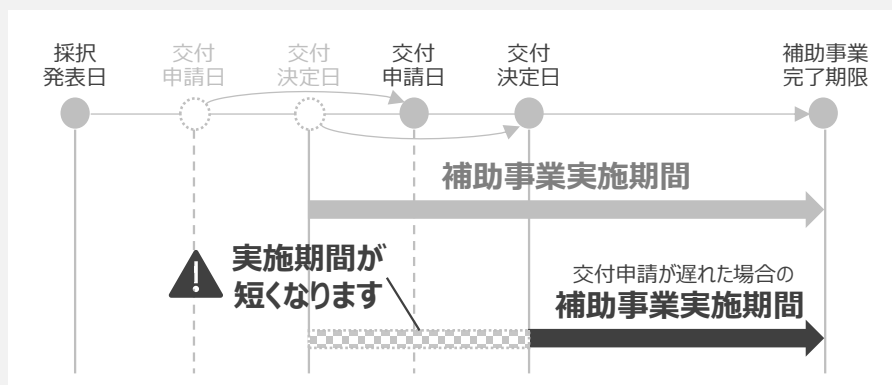 採択
発表日
交付
申請日
交付
決定日
交付
申請日
交付
決定日
補助事業
完了期限
補助事業実施期間
実施期間が
短くなります
交付申請が遅れた場合の
補助事業実施期間